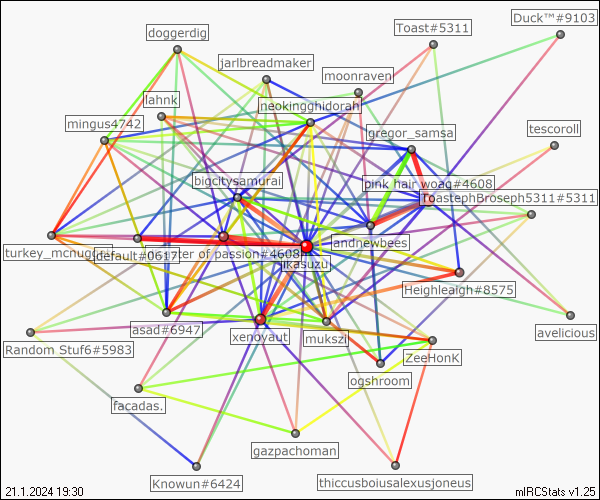 Duck™#9103
Toast#5311
doggerdig
jarlbreadmaker
moonraven
lahnk
neokingghidorah
mingus4742
gregor_samsa
tescoroll
bigcitysamurai
pink hair woag#4608
ToastephBroseph5311#5311
andnewbees
turkey_mcnugget
default#0617
ter of passion#4608
ikasuzu
Heighleagh#8575
asad#6947
xenoyaut
mukszi
avelicious
Random Stuf6#5983
ZeeHonK
ogshroom
facadas.
gazpachoman
Knowun#6424
thiccusboiusalexusjoneus
21.1.2024 19:30
mIRCStats v1.25